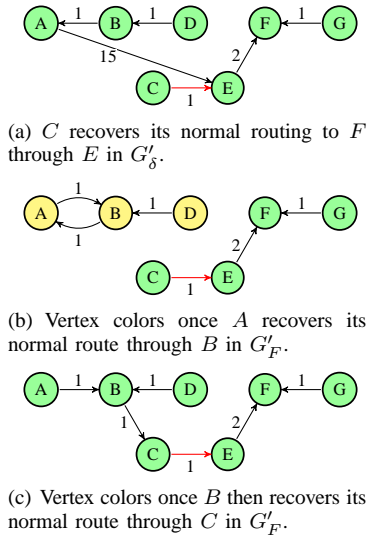 A 1 B 1 D F 1 G
15 2
C 1 E
(a) C recovers its normal routing to F
through E in G′δ.
1
A B 1 D F 1 G
1 2
C 1 E
(b) Vertex colors once A recovers its
normal route through B in G′F.
A 1 B 1 D F 1 G
1 2
C 1 E
(c) Vertex colors once B then recovers its
normal route through C in G′F.